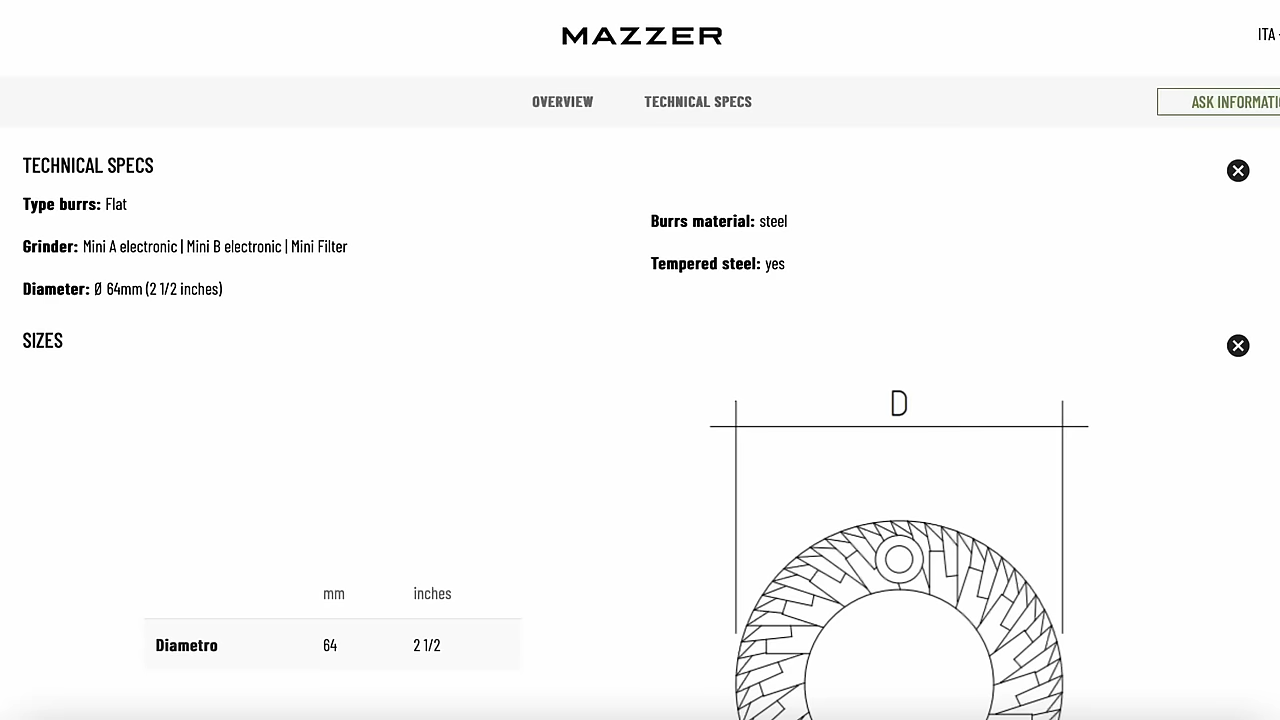 MAZZER
ITA
OVERVIEW
TECHNICAL SPECS
ASK INFORMATI
TECHNICAL SPECS
Type burrs: Flat
Grinder: Mini A electronic | Mini B electronic | Mini Filter
Diameter: Ø 64mm (2 1/2 inches)
Burrs material: steel
Tempered steel: yes
SIZES
D
mm inches
Diametro 64 2 1/2